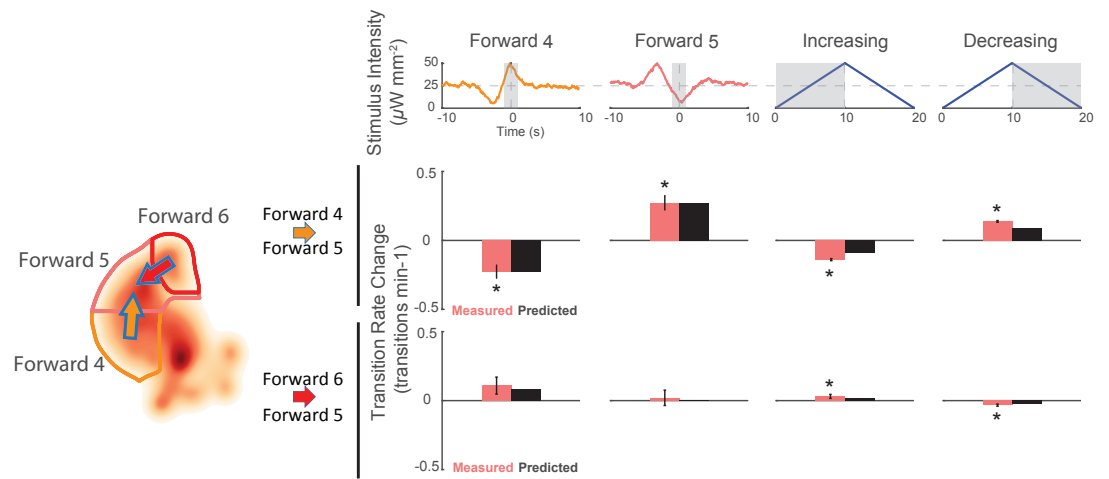 Stimulus Intensity
(µW mm-2)
Forward 4
Forward 5
Increasing
Decreasing
50
25
0
-10 0 10
Time (s)
-10 0 10
0 10 20
0 10 20
Forward 6
Forward 5
Forward 4
Forward 4
Forward 5
Forward 6
Forward 5
Transition Rate Change
(transitions min-1)
0.5
0
-0.5
* * * *
Measured Predicted
0.5
0
-0.5
* *
Measured Predicted